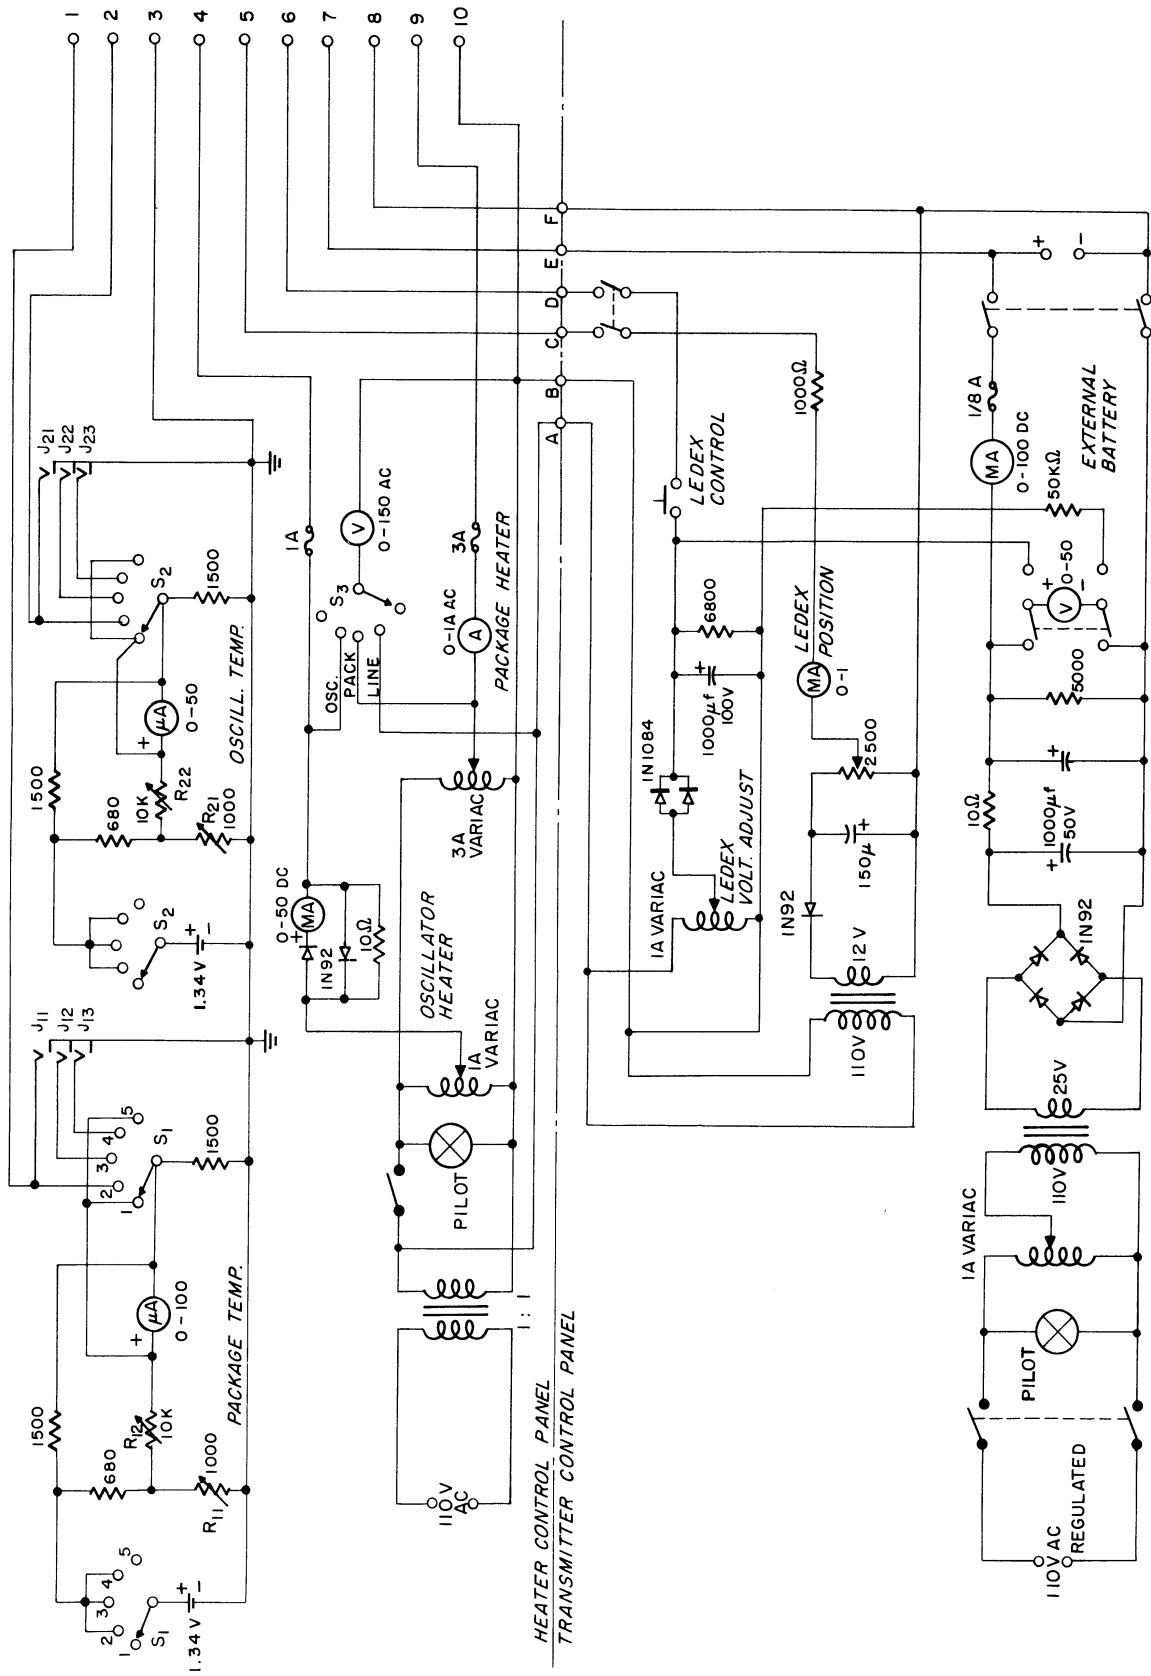 1
2
3
4
5
6
7
8
9
10
J21
J22
J23
S2
1500
1500
+
μA
0-50
OSCILL. TEMP.
680
10K
R22
R21
1000
S2
1.34V
+
-
J11
J12
J13
1
2
3
4
5
S1
1500
1500
+
μA
0-100
PACKAGE TEMP.
680
R12
10K
1000
R11
1
2
3
4
5
S1
1.34V
+
-
1A
V
0-150 AC
S3
OSC.
PACK
LINE
3A
A
0-1A AC
PACKAGE HEATER
3A
VARIAC
0-50 DC
MA
+
1N92
10Ω
OSCILLATOR
HEATER
1A
VARIAC
PILOT
1:1
110V
AC
HEATER CONTROL PANEL
TRANSMITTER CONTROL PANEL
A
B
C
D
E
F
1000Ω
LEDEX
CONTROL
6800
+
1000μf
100V
1N1084
1A VARIAC
LEDEX
VOLT. ADJUST
LEDEX
POSITION
MA
0-1
2500
150μ
+
1N92
12V
110V
+
-
1/8 A
MA
0-100 DC
EXTERNAL
BATTERY
50KΩ
0-50
+
V
-
5000
10Ω
+
1000μf
50V
+
1N92
25V
110V
1A VARIAC
PILOT
110V AC
REGULATED